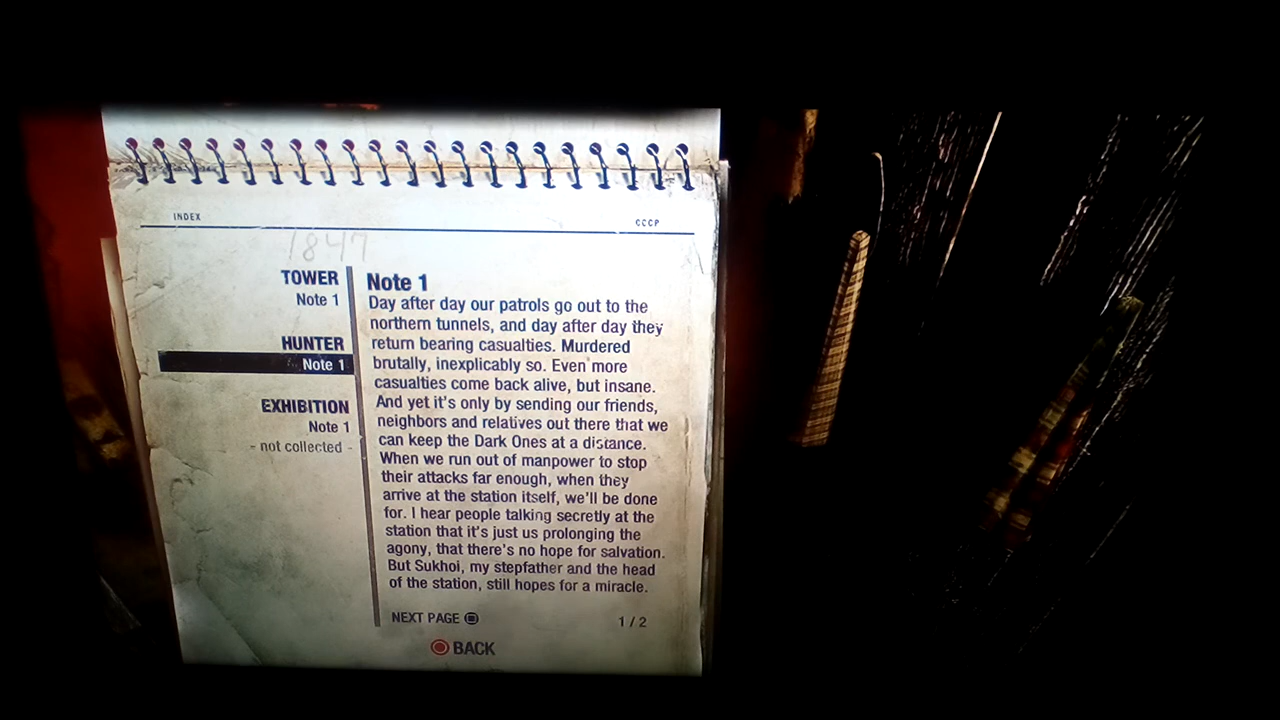 INDEX
CCCP
1847
TOWER
Note 1
HUNTER
Note 1
EXHIBITION
Note 1
- not collected -
Note 1
Day after day our patrols go out to the
northern tunnels, and day after day they
return bearing casualties. Murdered
brutally, inexplicably so. Even more
casualties come back alive, but insane.
And yet it's only by sending our friends,
neighbors and relatives out there that we
can keep the Dark Ones at a distance.
When we run out of manpower to stop
their attacks far enough, when they
arrive at the station itself, we'll be done
for. I hear people talking secretly at the
station that it's just us prolonging the
agony, that there's no hope for salvation.
But Sukhoi, my stepfather and the head
of the station, still hopes for a miracle.
NEXT PAGE
1 / 2
BACK